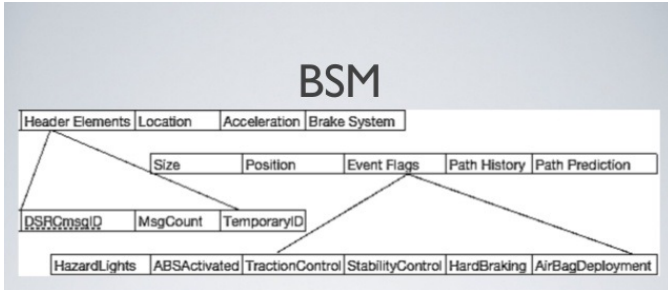 BSM
Header Elements Location Acceleration Brake System
Size Position Event Flags Path History Path Prediction
DSRCmsgID MsgCount TemporaryID
HazardLights ABSActivated TractionControl StabilityControl HardBraking AirBagDeployment